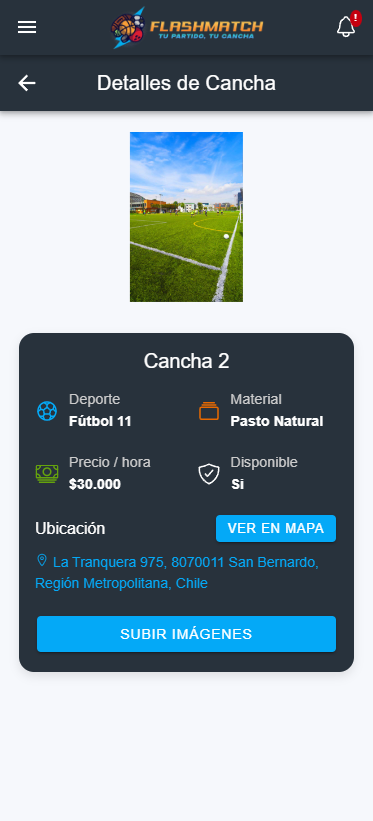 FLASHMATCH
TU PARTIDO, TU CANCHA
!
Detalles de Cancha
Cancha 2
Deporte
Fútbol 11
Material
Pasto Natural
Precio / hora
$30.000
Disponible
Si
Ubicación
VER EN MAPA
La Tranquera 975, 8070011 San Bernardo,
Región Metropolitana, Chile
SUBIR IMÁGENES